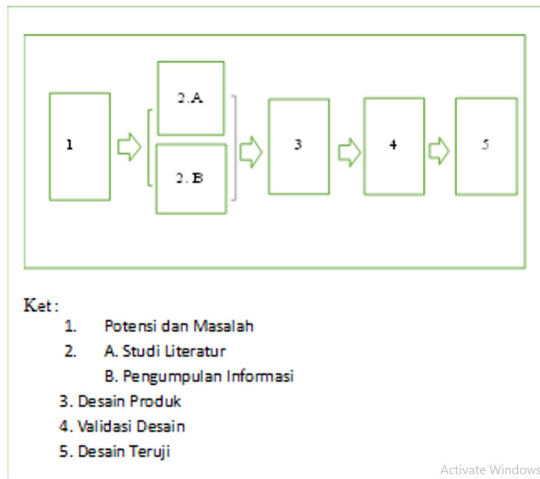 2.A
1
3
4
5
2. B
Ket :
1. Potensi dan Masalah
2. A. Studi Literatur
B. Pengumpulan Informasi
3. Desain Produk
4. Validasi Desain
5. Desain Teruji
Activate Windows